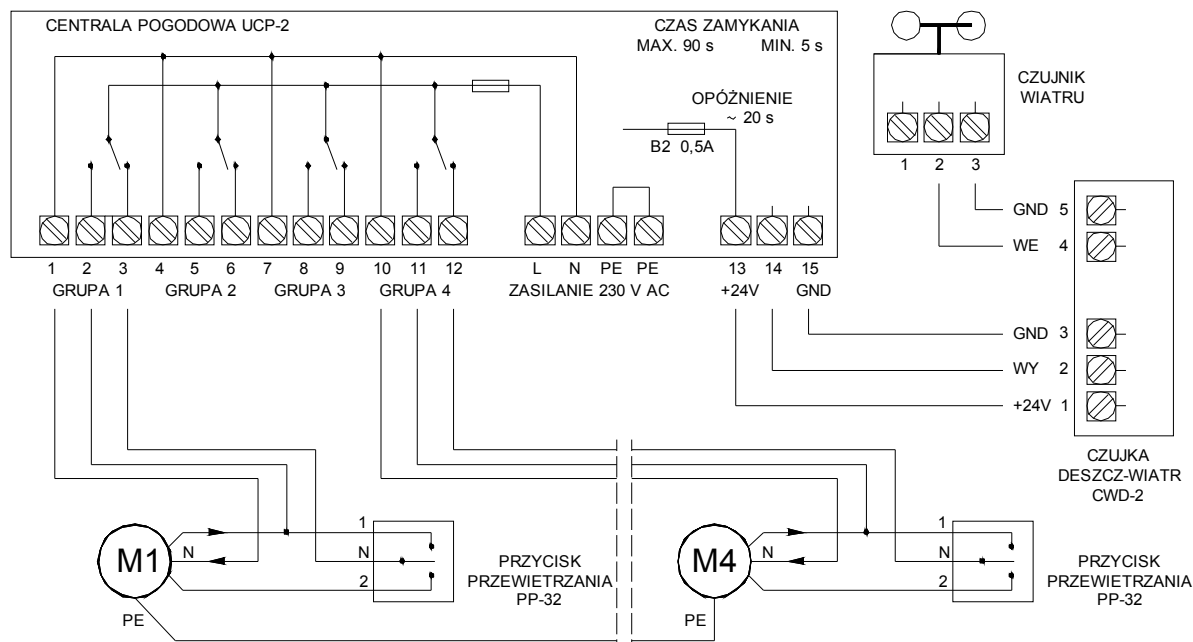 CENTRALA POGODOWA UCP-2
CZAS ZAMYKANIA
MAX. 90 s MIN. 5 s
OPÓŹNIENIE
~ 20 s
B2 0,5A
1 2 3 4 5 6 7 8 9 10 11 12 L N PE PE 13 14 15
GRUPA 1 GRUPA 2 GRUPA 3 GRUPA 4 ZASILANIE 230 V AC +24V GND
CZUJNIK
WIATRU
1 2 3
GND 5
WE 4
GND 3
WY 2
+24V 1
CZUJKA
DESZCZ-WIATR
CWD-2
M1
N
PE
1
N
2
PRZYCISK
PRZEWIETRZANIA
PP-32
M4
N
PE
1
N
2
PRZYCISK
PRZEWIETRZANIA
PP-32